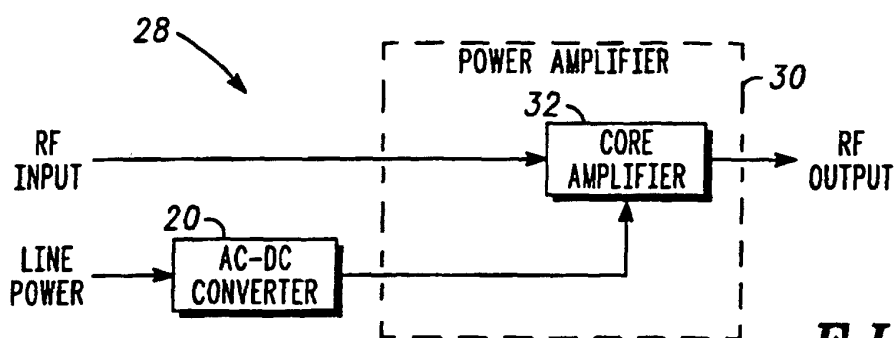 28
POWER AMPLIFIER
30
32
CORE
AMPLIFIER
RF
INPUT
RF
OUTPUT
20
AC-DC
CONVERTER
LINE
POWER